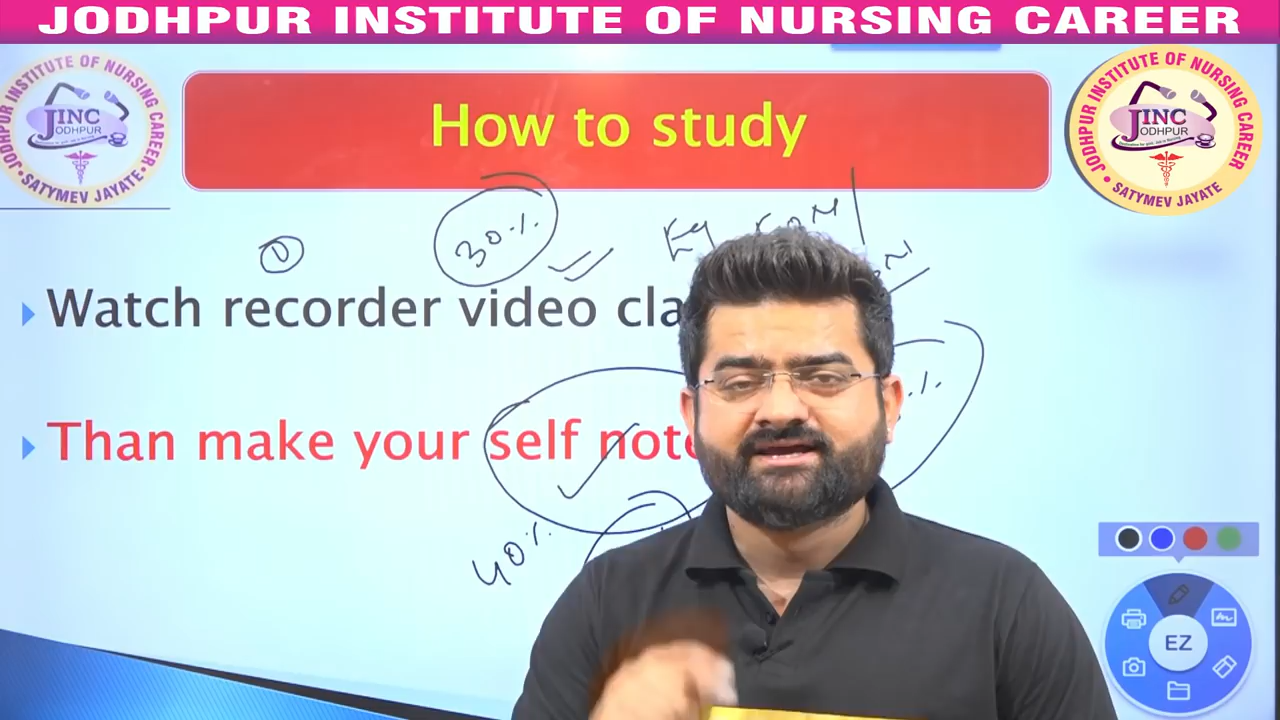 JODHPUR INSTITUTE OF NURSING CAREER
JODHPUR INSTITUTE OF NURSING CAREER
JINC
JODHPUR
SATYMEV JAYATE
How to study
JODHPUR INSTITUTE OF NURSING CAREER
JINC
JODHPUR
SATYMEV JAYATE
30%
Watch recorder video cla
Than make your self note
40%
EZ